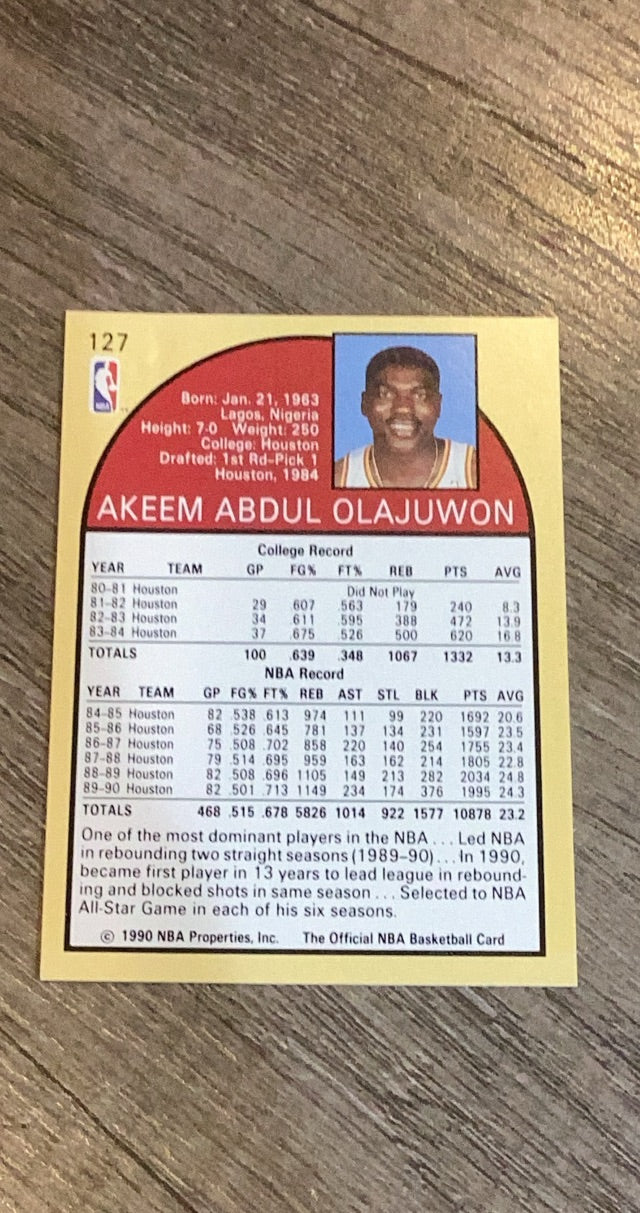 127
NBA
Born: Jan. 21, 1963
Lagos, Nigeria
Height: 7-0 Weight: 250
College: Houston
Drafted: 1st Rd-Pick 1
Houston, 1984
AKEEM ABDUL OLAJUWON
College Record
YEAR TEAM GP FG% FT% REB PTS AVG
80-81 Houston Did Not Play
81-82 Houston 29 .607 .563 179 240 8.3
82-83 Houston 34 .611 .595 388 472 13.9
83-84 Houston 37 .675 .526 500 620 16.8
TOTALS 100 .639 .348 1067 1332 13.3
NBA Record
YEAR TEAM GP FG% FT% REB AST STL BLK PTS AVG
84-85 Houston 82 .538 .613 974 111 99 220 1692 20.6
85-86 Houston 68 .526 .645 781 137 134 231 1597 23.5
86-87 Houston 75 .508 .702 858 220 140 254 1755 23.4
87-88 Houston 79 .514 .695 959 163 162 214 1805 22.8
88-89 Houston 82 .508 .696 1105 149 213 282 2034 24.8
89-90 Houston 82 .501 .713 1149 234 174 376 1995 24.3
TOTALS 468 .515 .678 5826 1014 922 1577 10878 23.2
One of the most dominant players in the NBA . . . Led NBA
in rebounding two straight seasons (1989-90) . . . In 1990,
became first player in 13 years to lead league in rebound-
ing and blocked shots in same season . . . Selected to NBA
All-Star Game in each of his six seasons.
© 1990 NBA Properties, Inc. The Official NBA Basketball Card